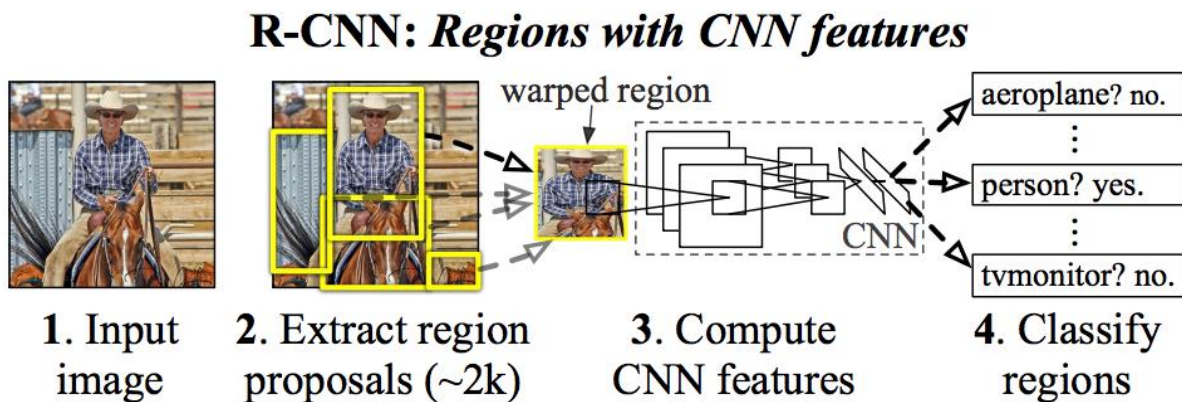 R-CNN: Regions with CNN features
warped region
aeroplane? no.
⋮
person? yes.
⋮
tvmonitor? no.
CNN
1. Input
image
2. Extract region
proposals (~2k)
3. Compute
CNN features
4. Classify
regions